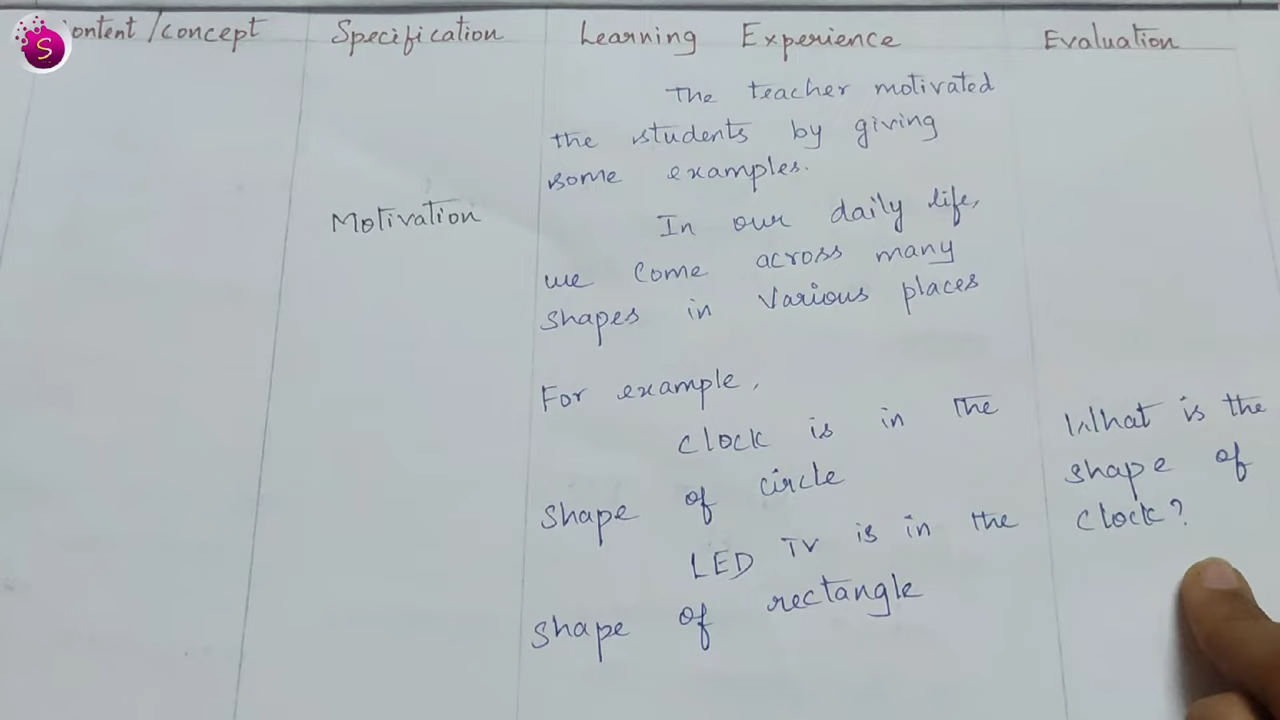 S
ontent /concept Specification Learning Experience Evaluation
The teacher motivated
the students by giving
some examples.
Motivation
In our daily life,
we come across many
shapes in various places
For example,
Clock is in the
shape of circle
LED TV is in the
shape of rectangle
What is the
shape of
clock?